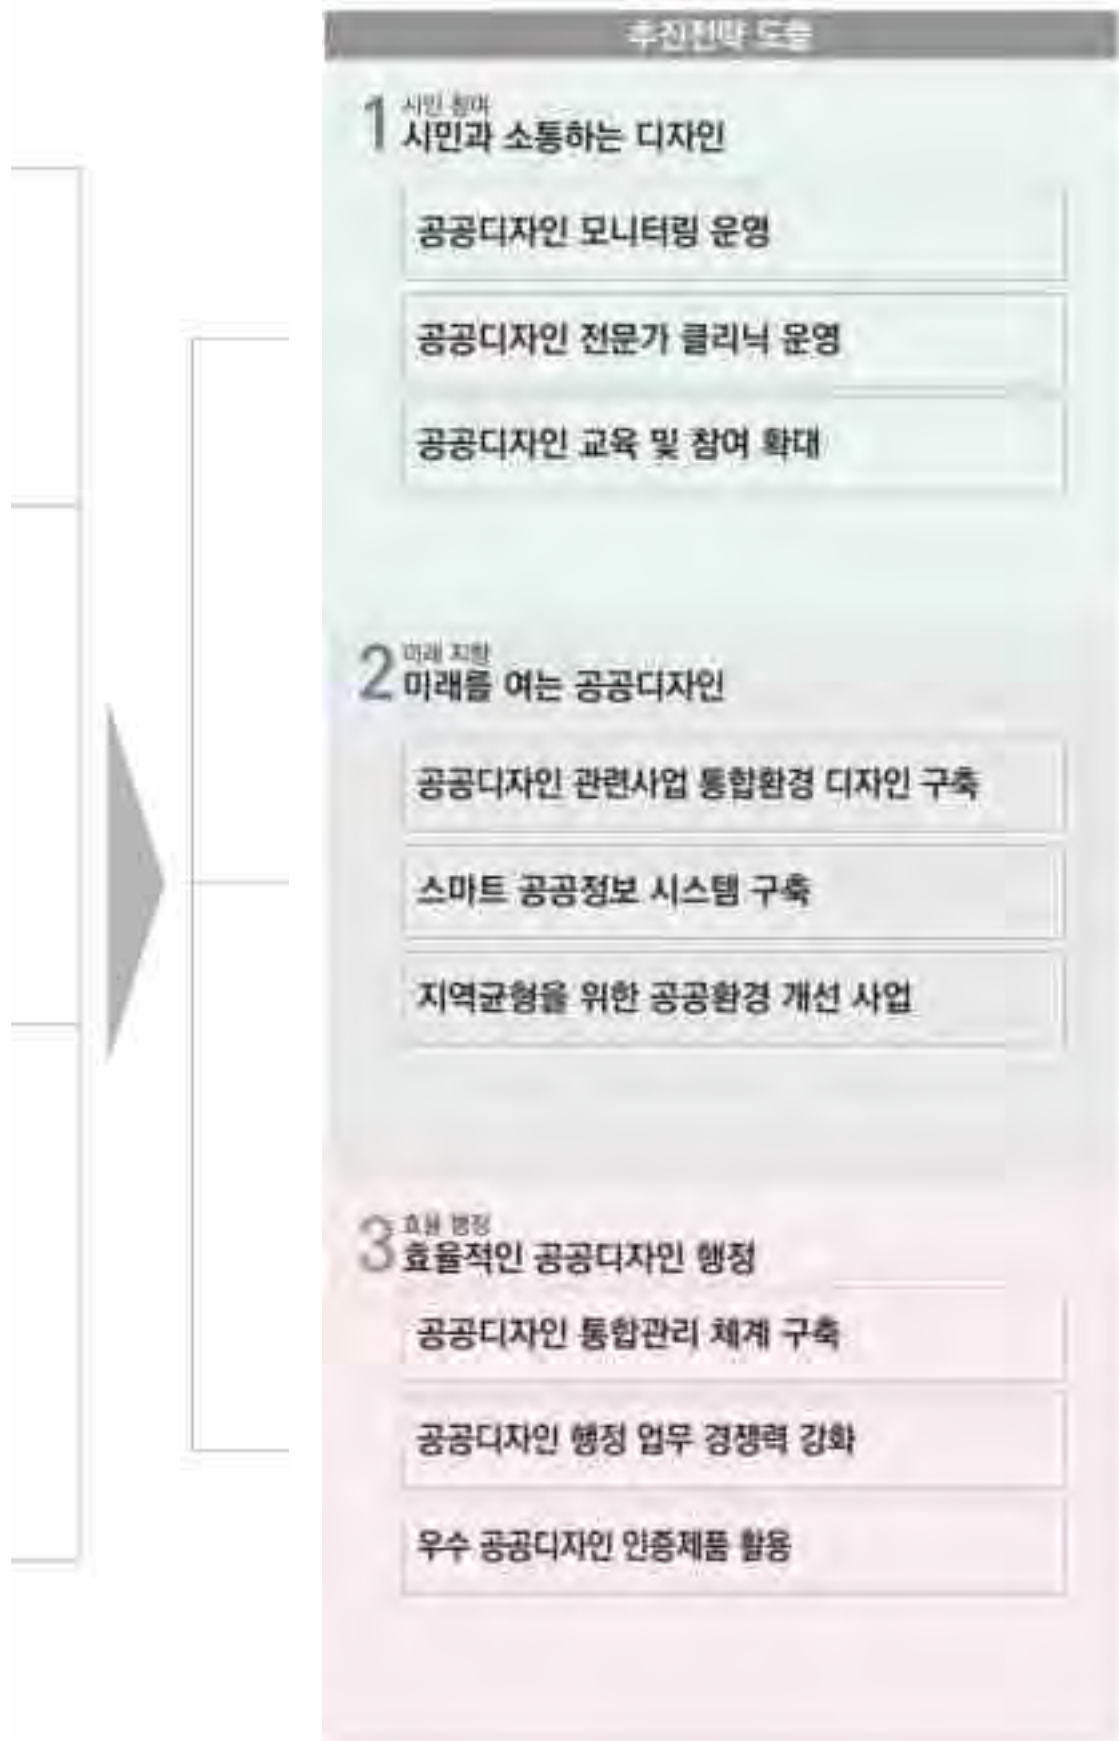 추진전략 도출
1 시민 참여
시민과 소통하는 디자인
공공디자인 모니터링 운영
공공디자인 전문가 클리닉 운영
공공디자인 교육 및 참여 확대
2 미래 지향
미래를 여는 공공디자인
공공디자인 관련사업 통합환경 디자인 구축
스마트 공공정보 시스템 구축
지역균형을 위한 공공환경 개선 사업
3 효율 행정
효율적인 공공디자인 행정
공공디자인 통합관리 체계 구축
공공디자인 행정 업무 경쟁력 강화
우수 공공디자인 인증제품 활용